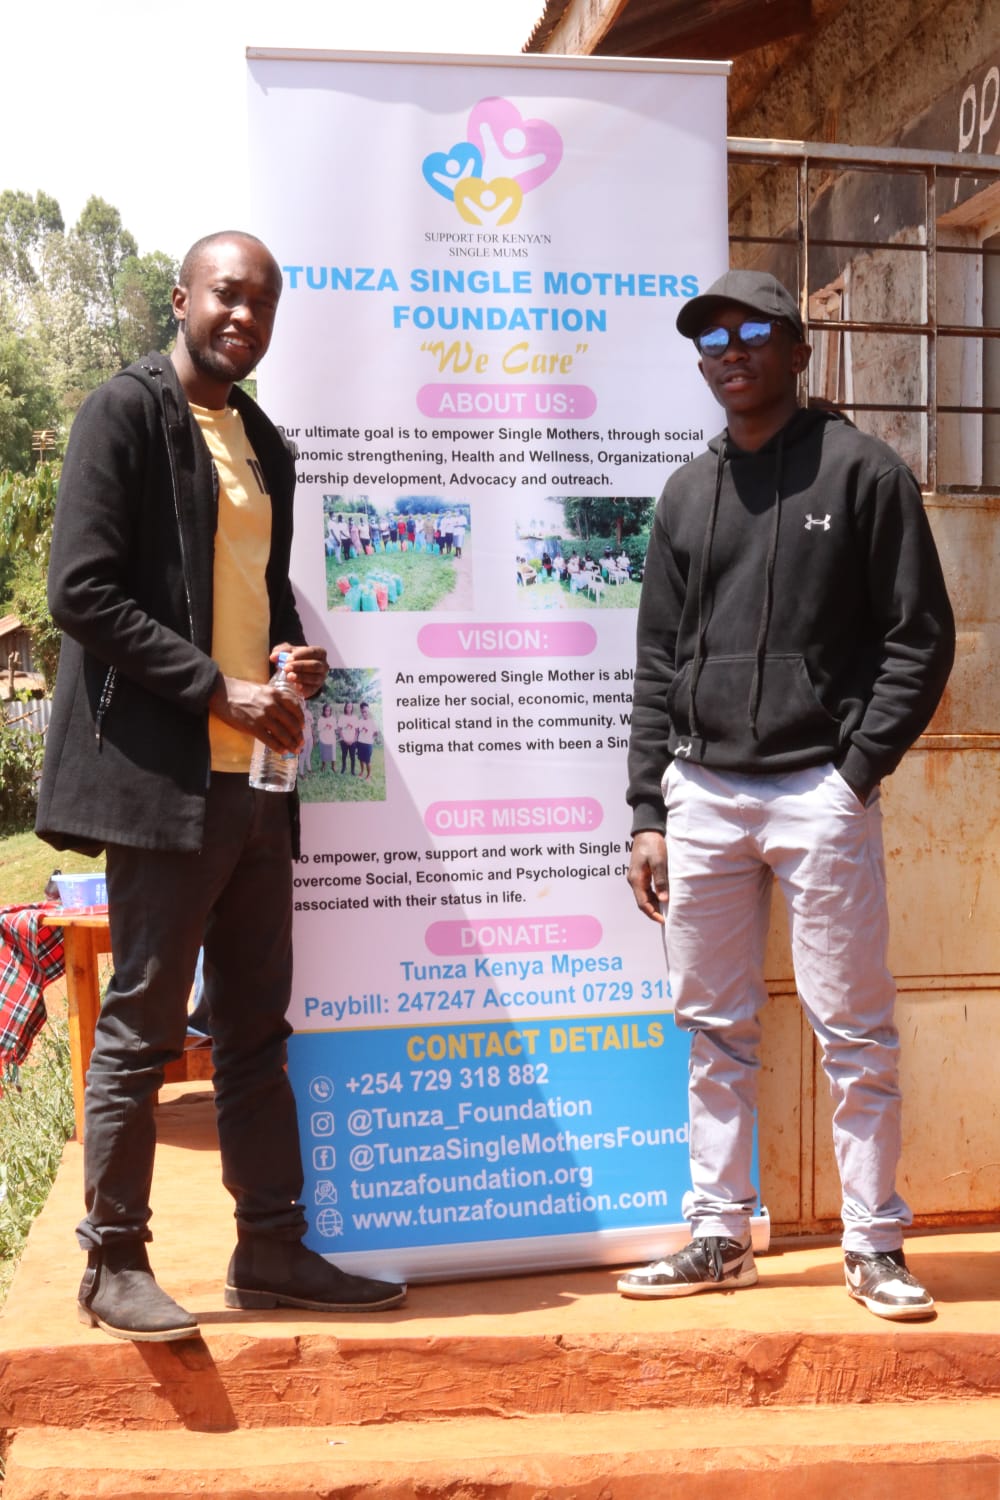 SUPPORT FOR KENYA'N
SINGLE MUMS
TUNZA SINGLE MOTHERS
FOUNDATION
"We Care"
ABOUT US:
Our ultimate goal is to empower Single Mothers, through social
nomic strengthening, Health and Wellness, Organizational
dership development, Advocacy and outreach.
VISION:
An empowered Single Mother is abl
realize her social, economic, menta
political stand in the community. W
stigma that comes with been a Sin
OUR MISSION:
To empower, grow, support and work with Single M
overcome Social, Economic and Psychological ch
associated with their status in life.
DONATE:
Tunza Kenya Mpesa
Paybill: 247247 Account 0729 318
CONTACT DETAILS
+254 729 318 882
@Tunza_Foundation
@TunzaSingleMothersFound
tunzafoundation.org
www.tunzafoundation.com
PP